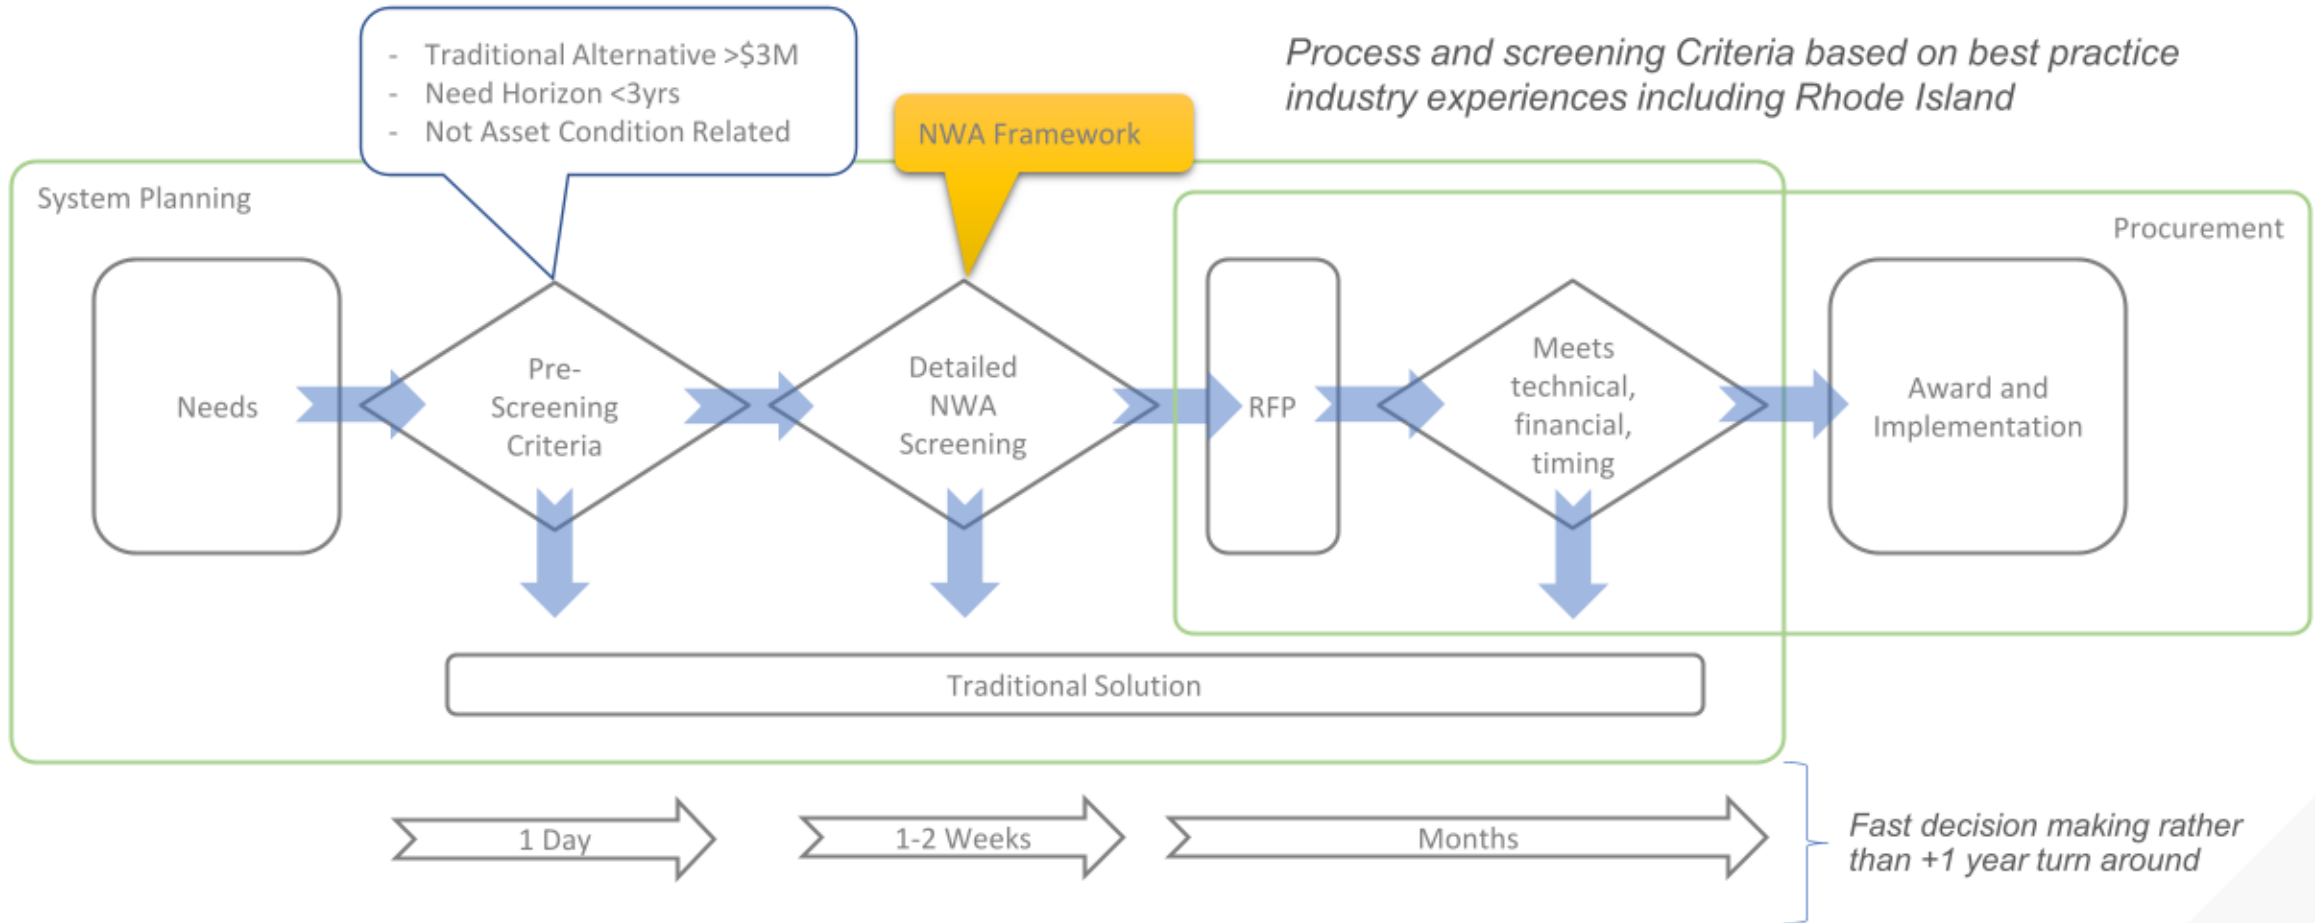 - Traditional Alternative >$3M
- Need Horizon <3yrs
- Not Asset Condition Related
NWA Framework
Process and screening Criteria based on best practice
industry experiences including Rhode Island
System Planning
Procurement
Needs
Pre-
Screening
Criteria
Detailed
NWA
Screening
RFP
Meets
technical,
financial,
timing
Award and
Implementation
Traditional Solution
1 Day
1-2 Weeks
Months
Fast decision making rather
than +1 year turn around